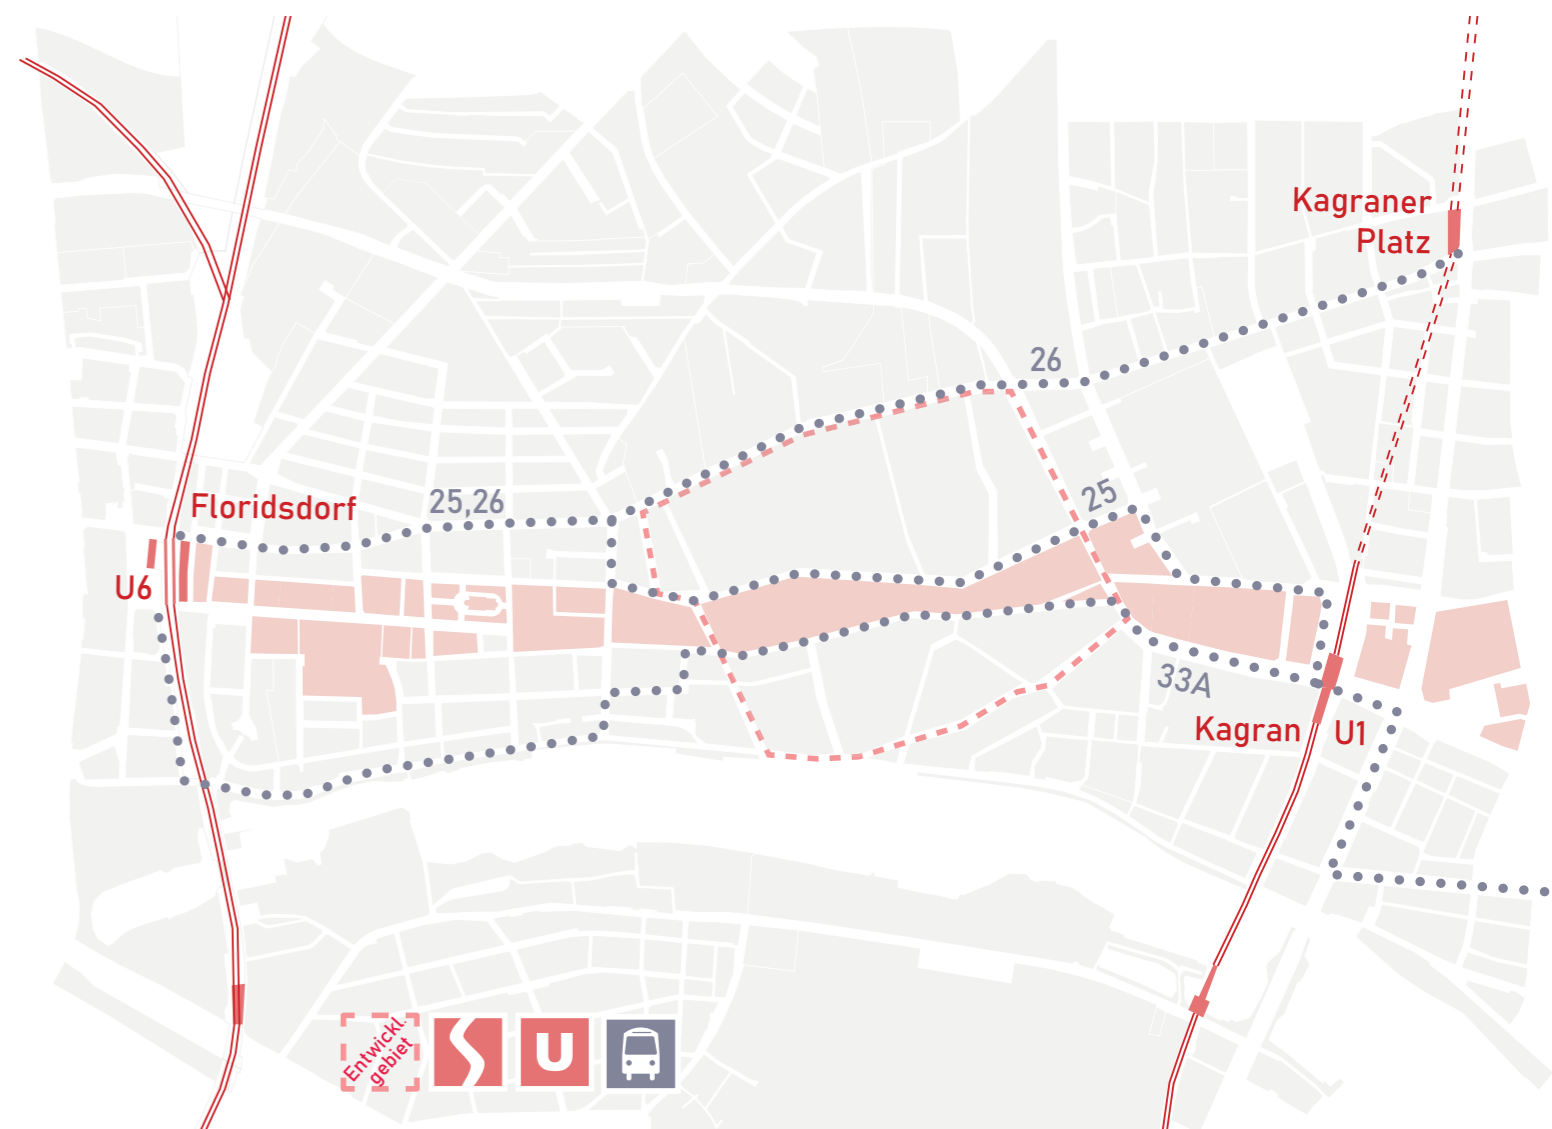 Kagraner
Platz
26
25
25,26
Floridsdorf
U6
33A
Kagran
U1
Entwickl.
gebiet
U